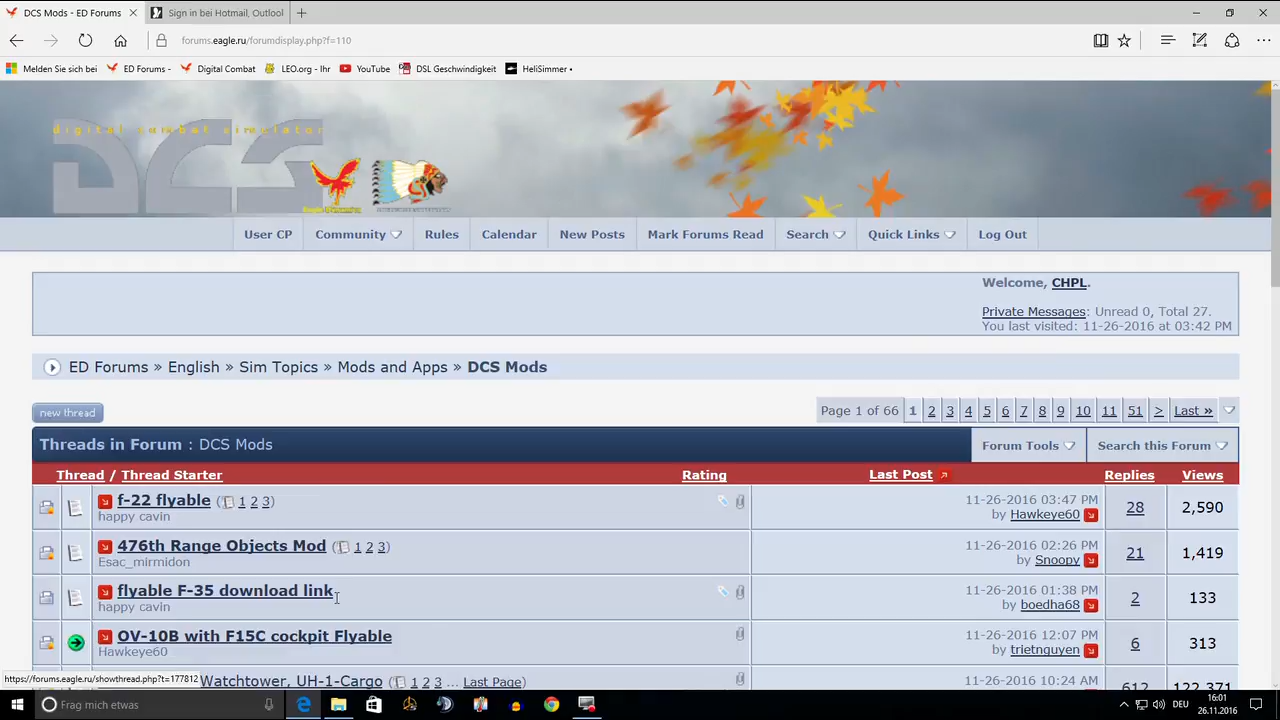 DCS Mods - ED Forums
Sign in bei Hotmail, Outlool
forums.eagle.ru/forumdisplay.php?f=110
Melden Sie sich bei
ED Forums -
Digital Combat
LEO.org - Ihr
YouTube
DSL Geschwindigkeit
HeliSimmer •
digital combat simulator
DCS
User CP
Community
Rules
Calendar
New Posts
Mark Forums Read
Search
Quick Links
Log Out
Welcome, CHPL.
Private Messages: Unread 0, Total 27.
You last visited: 11-26-2016 at 03:42 PM
ED Forums » English » Sim Topics » Mods and Apps » DCS Mods
new thread
Page 1 of 66 1 2 3 4 5 6 7 8 9 10 11 51 > Last »
Threads in Forum : DCS Mods
Forum Tools
Search this Forum
Thread / Thread Starter
Rating
Last Post
Replies
Views
f-22 flyable ( 1 2 3)
happy cavin
11-26-2016 03:47 PM
by Hawkeye60
28
2,590
476th Range Objects Mod ( 1 2 3)
Esac_mirmidon
11-26-2016 02:26 PM
by Snoopy
21
1,419
flyable F-35 download link
happy cavin
11-26-2016 01:38 PM
by boedha68
2
133
OV-10B with F15C cockpit Flyable
Hawkeye60
11-26-2016 12:07 PM
by trietnguyen
6
313
https://forums.eagle.ru/showthread.php?t=177812
Watchtower, UH-1-Cargo ( 1 2 3 ... Last Page)
11-26-2016 10:24 AM
612
122,371
Frag mich etwas
DEU
16:01
26.11.2016